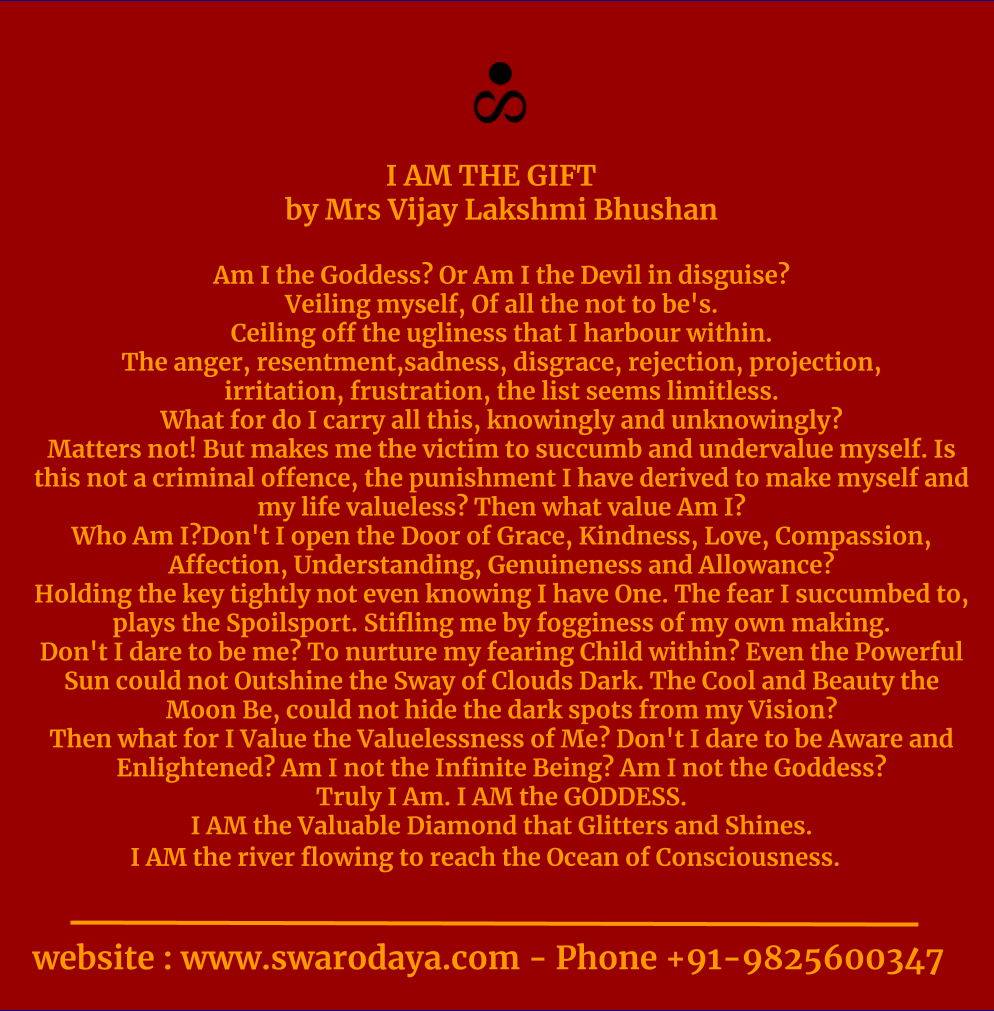 I AM THE GIFT
by Mrs Vijay Lakshmi Bhushan
Am I the Goddess? Or Am I the Devil in disguise?
Veiling myself, Of all the not to be's.
Ceiling off the ugliness that I harbour within.
The anger, resentment,sadness, disgrace, rejection, projection,
irritation, frustration, the list seems limitless.
What for do I carry all this, knowingly and unknowingly?
Matters not! But makes me the victim to succumb and undervalue myself. Is
this not a criminal offence, the punishment I have derived to make myself and
my life valueless? Then what value Am I?
Who Am I?Don't I open the Door of Grace, Kindness, Love, Compassion,
Affection, Understanding, Genuineness and Allowance?
Holding the key tightly not even knowing I have One. The fear I succumbed to,
plays the Spoilsport. Stifling me by fogginess of my own making.
Don't I dare to be me? To nurture my fearing Child within? Even the Powerful
Sun could not Outshine the Sway of Clouds Dark. The Cool and Beauty the
Moon Be, could not hide the dark spots from my Vision?
Then what for I Value the Valuelessness of Me? Don't I dare to be Aware and
Enlightened? Am I not the Infinite Being? Am I not the Goddess?
Truly I Am. I AM the GODDESS.
I AM the Valuable Diamond that Glitters and Shines.
I AM the river flowing to reach the Ocean of Consciousness.
website : www.swarodaya.com - Phone +91-9825600347